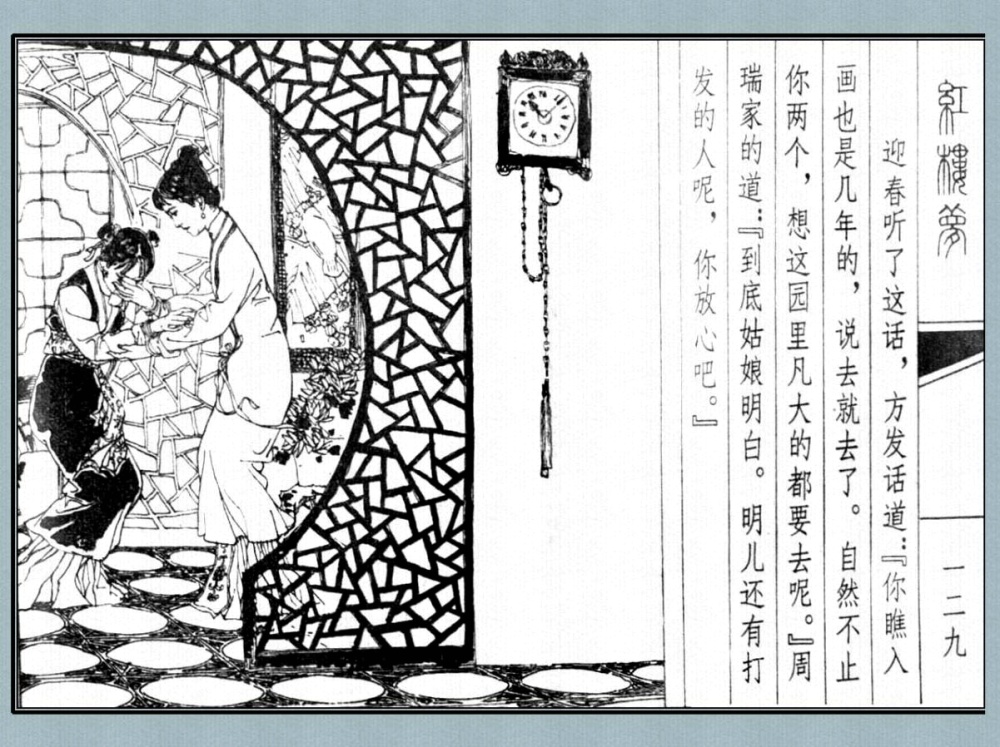 紅樓夢
一二九
迎春听了这话，方发话道：『你瞧入
画也是几年的，说去就去了。自然不止
你两个，想这园里凡大的都要去呢。』周
瑞家的道：『到底姑娘明白。明儿还有打
发的人呢，你放心吧。』